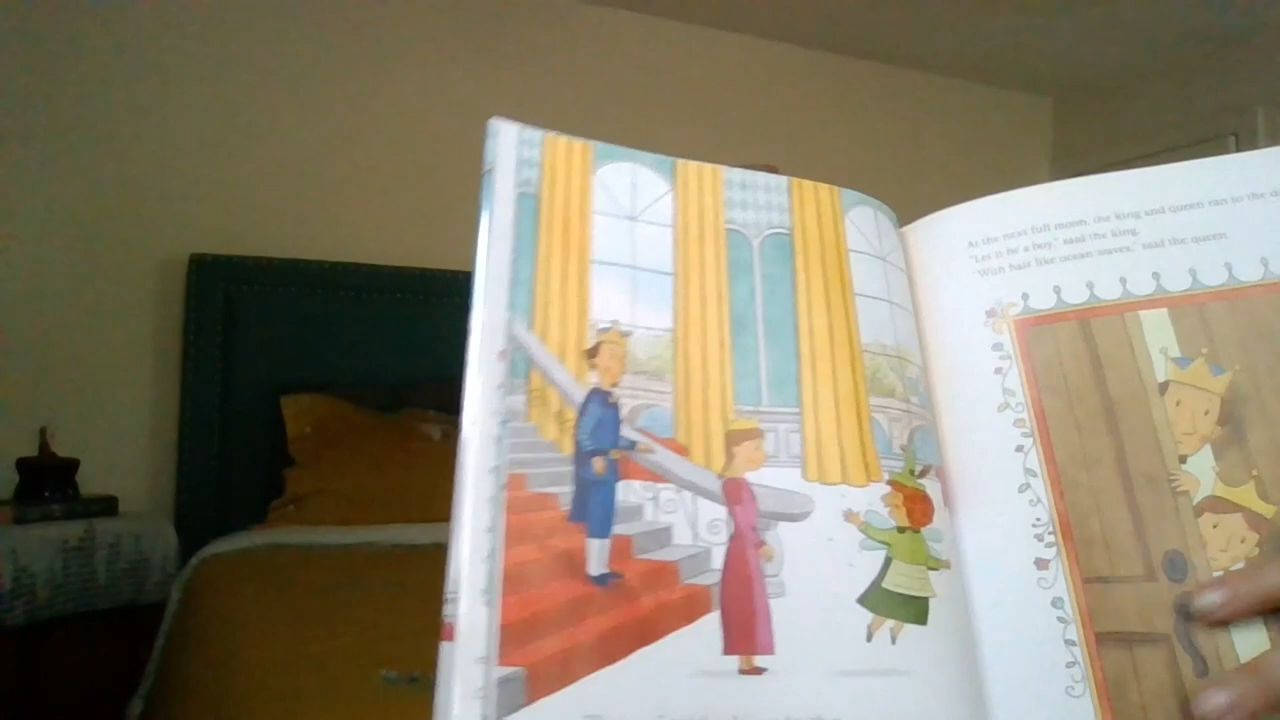 At the next full moon, the king and queen ran to the
"Let it be a boy," said the king.
"With hair like ocean waves," said the queen.